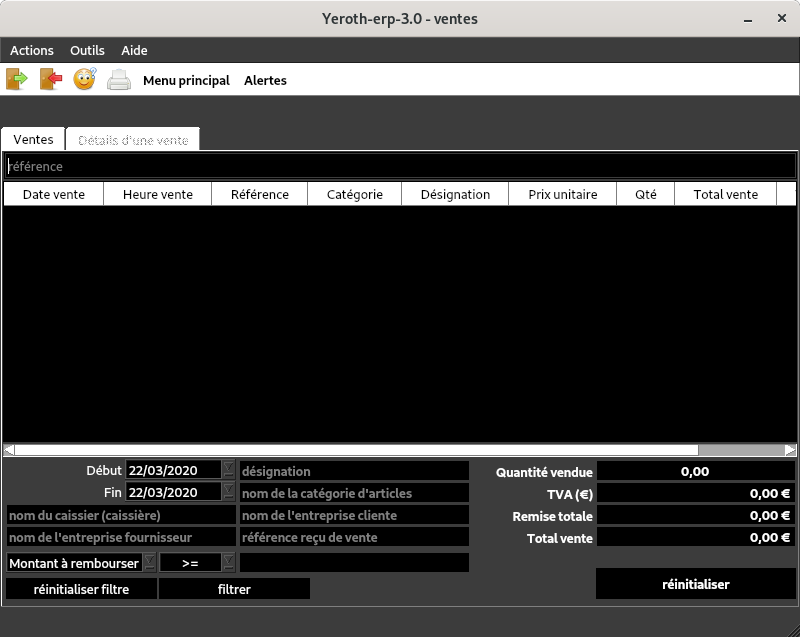 Yeroth-erp-3.0 - ventes
Actions Outils Aide
Menu principal Alertes
Ventes Détails d'une vente
référence
Date vente Heure vente Référence Catégorie Désignation Prix unitaire Qté Total vente
Début 22/03/2020 désignation Quantité vendue 0,00
Fin 22/03/2020 nom de la catégorie d'articles TVA (€) 0,00 €
nom du caissier (caissière) nom de l'entreprise cliente Remise totale 0,00 €
nom de l'entreprise fournisseur référence reçu de vente Total vente 0,00 €
Montant à rembourser >=
réinitialiser filtre filtrer réinitialiser